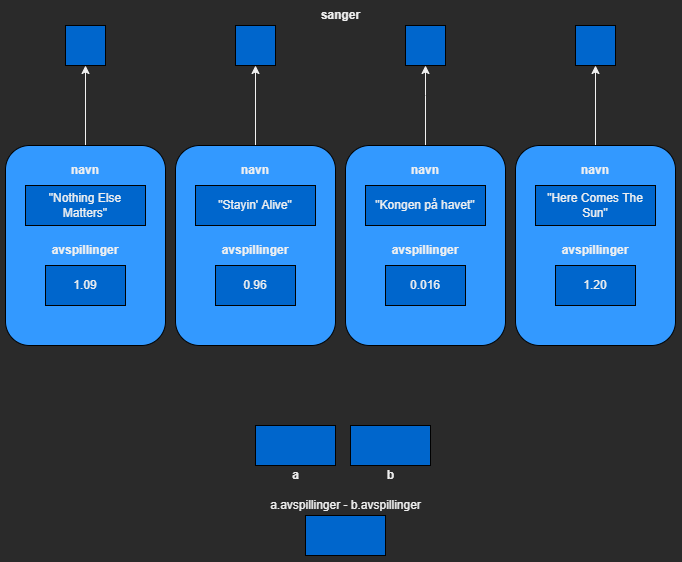 sanger
navn
navn
navn
navn
"Nothing Else
Matters"
"Stayin' Alive"
"Kongen på havet"
"Here Comes The
Sun"
avspillinger
avspillinger
avspillinger
avspillinger
1.09
0.96
0.016
1.20
a
b
a.avspillinger - b.avspillinger